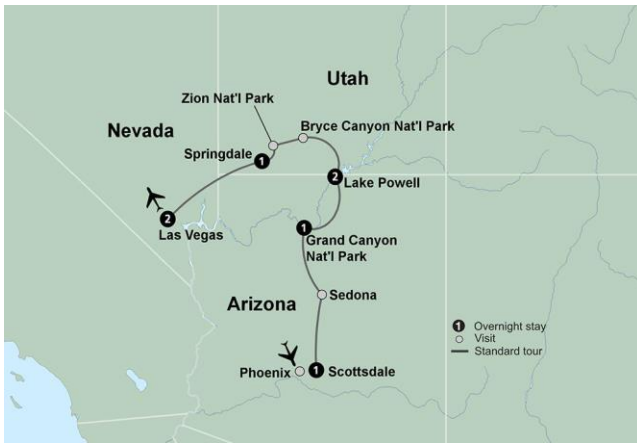 Utah
Zion Nat'l Park
Bryce Canyon Nat'l Park
Nevada
Springdale
1
2
Lake Powell
2
Las Vegas
1
Grand Canyon
Nat'l Park
Arizona
Sedona
1 Overnight stay
Visit
Standard tour
Phoenix
1
Scottsdale